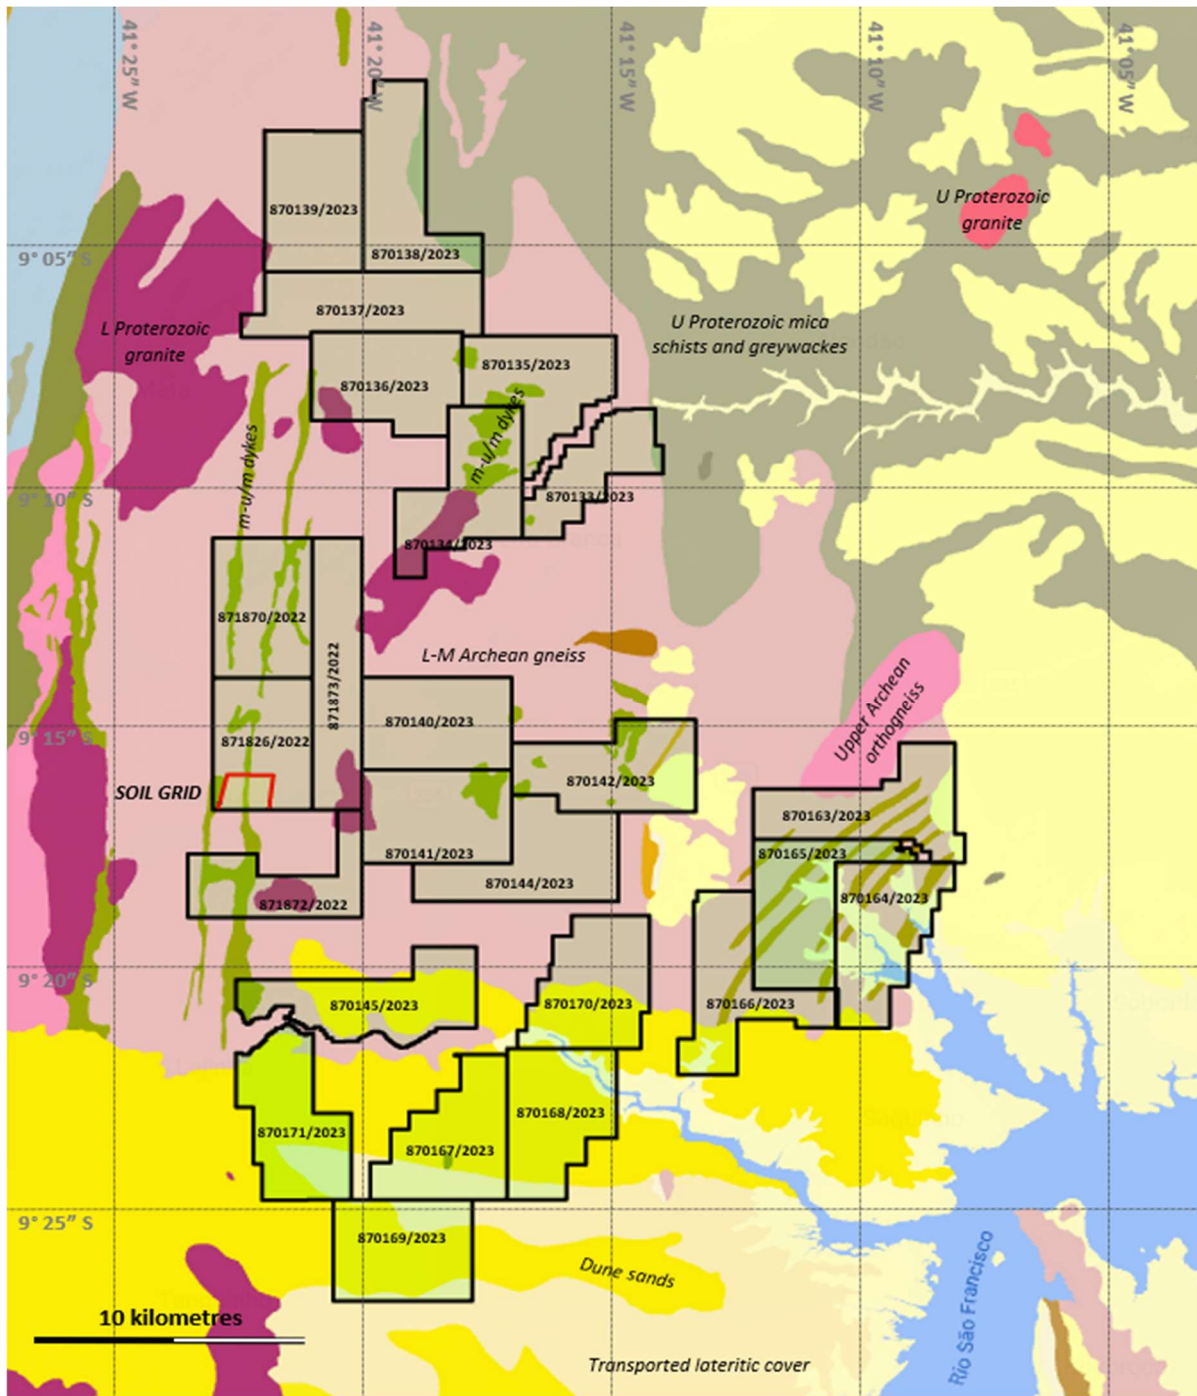 41° 25” W
41° 20” W
41° 15” W
41° 10” W
41° 05” W
U Proterozoic
granite
870139/2023
870138/2023
9° 05” S
870137/2023
L Proterozoic
granite
U Proterozoic mica
schists and greywackes
870135/2023
870136/2023
m-u/m dykes
m-u/m dykes
9° 10” S
870133/2023
870134/2023
871870/2022
871873/2022
L-M Archean gneiss
Upper Archean
orthogneiss
870140/2023
9° 15” S
871826/2022
870142/2023
SOIL GRID
870163/2023
870141/2023
870165/2023
870144/2023
871872/2022
870164/2023
9° 20” S
870145/2023
870170/2023
870166/2023
870168/2023
870171/2023
870167/2023
9° 25” S
870169/2023
Dune sands
Rio São Francisco
10 kilometres
Transported lateritic cover